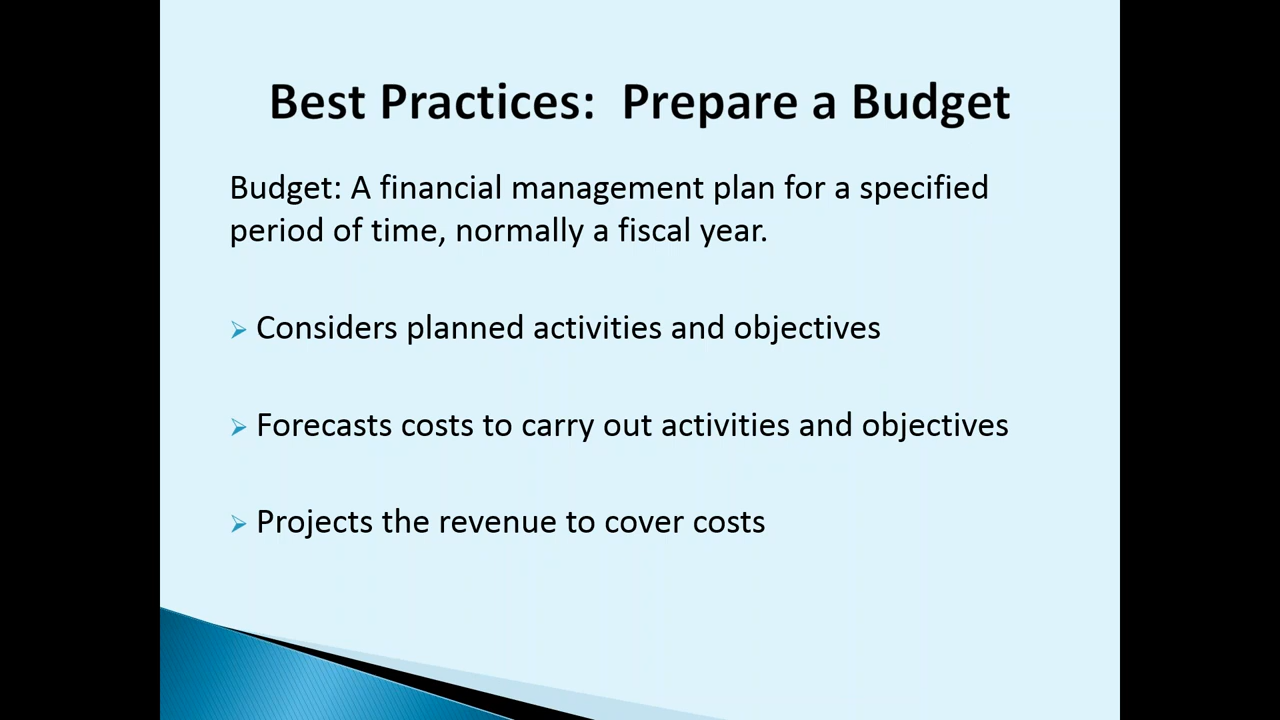 Best Practices:  Prepare a Budget
Budget: A financial management plan for a specified
period of time, normally a fiscal year.
Considers planned activities and objectives
Forecasts costs to carry out activities and objectives
Projects the revenue to cover costs